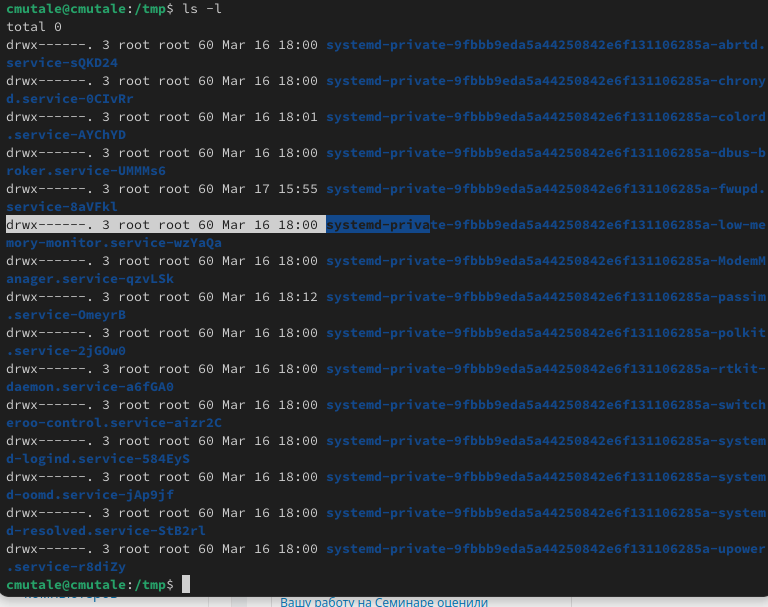 cmutale@cmutale:/tmp$ ls -l
total 0
drwx------. 3 root root 60 Mar 16 18:00 systemd-private-9fbbb9eda5a44250842e6f131106285a-abrtd.
service-sQKD24
drwx------. 3 root root 60 Mar 16 18:00 systemd-private-9fbbb9eda5a44250842e6f131106285a-chrony
d.service-0CIvRr
drwx------. 3 root root 60 Mar 16 18:01 systemd-private-9fbbb9eda5a44250842e6f131106285a-colord
.service-AYChYD
drwx------. 3 root root 60 Mar 16 18:00 systemd-private-9fbbb9eda5a44250842e6f131106285a-dbus-b
roker.service-UMMMs6
drwx------. 3 root root 60 Mar 17 15:55 systemd-private-9fbbb9eda5a44250842e6f131106285a-fwupd.
service-8aVFkl
drwx------. 3 root root 60 Mar 16 18:00 systemd-private-9fbbb9eda5a44250842e6f131106285a-low-me
mory-monitor.service-wzYaQa
drwx------. 3 root root 60 Mar 16 18:00 systemd-private-9fbbb9eda5a44250842e6f131106285a-ModemM
anager.service-qzvLSk
drwx------. 3 root root 60 Mar 16 18:12 systemd-private-9fbbb9eda5a44250842e6f131106285a-passim
.service-OmeyrB
drwx------. 3 root root 60 Mar 16 18:00 systemd-private-9fbbb9eda5a44250842e6f131106285a-polkit
.service-2jGOw0
drwx------. 3 root root 60 Mar 16 18:00 systemd-private-9fbbb9eda5a44250842e6f131106285a-rtkit-
daemon.service-a6fGA0
drwx------. 3 root root 60 Mar 16 18:00 systemd-private-9fbbb9eda5a44250842e6f131106285a-switch
eroo-control.service-aizr2C
drwx------. 3 root root 60 Mar 16 18:00 systemd-private-9fbbb9eda5a44250842e6f131106285a-system
d-logind.service-584EyS
drwx------. 3 root root 60 Mar 16 18:00 systemd-private-9fbbb9eda5a44250842e6f131106285a-system
d-oomd.service-jAp9jf
drwx------. 3 root root 60 Mar 16 18:00 systemd-private-9fbbb9eda5a44250842e6f131106285a-system
d-resolved.service-StB2rl
drwx------. 3 root root 60 Mar 16 18:00 systemd-private-9fbbb9eda5a44250842e6f131106285a-upower
.service-r8diZy
cmutale@cmutale:/tmp$
Вашу работу на Семинаре оценили